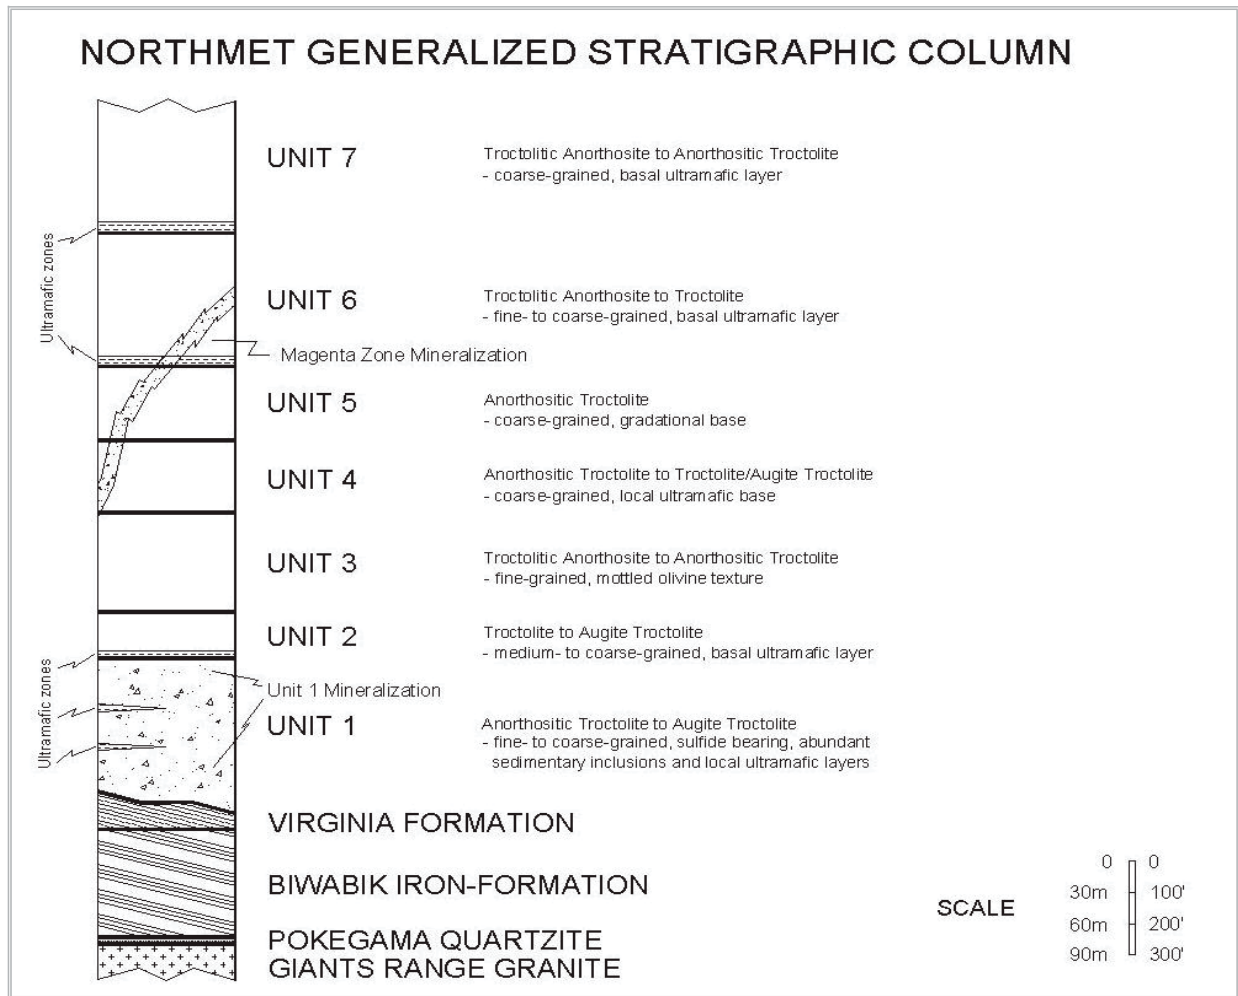 NORTHMET GENERALIZED STRATIGRAPHIC COLUMN
UNIT 7
Troctolitic Anorthosite to Anorthositic Troctolite
- coarse-grained, basal ultramafic layer
Ultramafic zones
UNIT 6
Troctolitic Anorthosite to Troctolite
- fine- to coarse-grained, basal ultramafic layer
Magenta Zone Mineralization
UNIT 5
Anorthositic Troctolite
- coarse-grained, gradational base
UNIT 4
Anorthositic Troctolite to Troctolite/Augite Troctolite
- coarse-grained, local ultramafic base
UNIT 3
Troctolitic Anorthosite to Anorthositic Troctolite
- fine-grained, mottled olivine texture
UNIT 2
Troctolite to Augite Troctolite
- medium- to coarse-grained, basal ultramafic layer
Ultramafic zones
Unit 1 Mineralization
UNIT 1
Anorthositic Troctolite to Augite Troctolite
- fine- to coarse-grained, sulfide bearing, abundant
sedimentary inclusions and local ultramafic layers
VIRGINIA FORMATION
BIWABIK IRON-FORMATION
POKEGAMA QUARTZITE
GIANTS RANGE GRANITE
SCALE
0 0
30m 100'
60m 200'
90m 300'